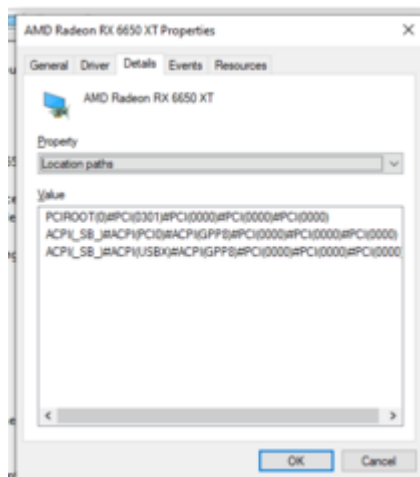 AMD Radeon RX 6650 XT Properties
General Driver Details Events Resources
AMD Radeon RX 6650 XT
Property
Location paths
Value
PCIROOT(0)#PCI(0301)#PCI(0000)#PCI(0000)#PCI(0000)
ACPI(_SB_)#ACPI(PCI0)#ACPI(GPP8)#PCI(0000)#PCI(0000)#PCI(0000)
ACPI(_SB_)#ACPI(USBX)#ACPI(GPP8)#PCI(0000)#PCI(0000)#PCI(0000
OK Cancel